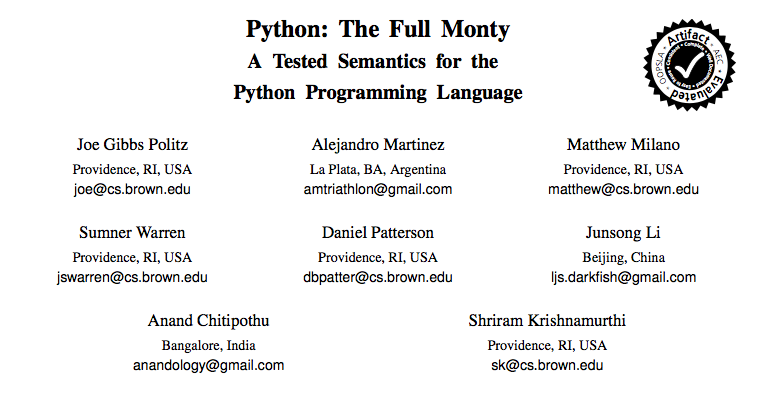 Python: The Full Monty
A Tested Semantics for the
Python Programming Language
Artifact
Evaluated
OOPSLA
AEC
Joe Gibbs Politz
Providence, RI, USA
joe@cs.brown.edu
Alejandro Martinez
La Plata, BA, Argentina
amtriathlon@gmail.com
Matthew Milano
Providence, RI, USA
matthew@cs.brown.edu
Sumner Warren
Providence, RI, USA
jswarren@cs.brown.edu
Daniel Patterson
Providence, RI, USA
dbpatter@cs.brown.edu
Junsong Li
Beijing, China
ljs.darkfish@gmail.com
Anand Chitipothu
Bangalore, India
anandology@gmail.com
Shriram Krishnamurthi
Providence, RI, USA
sk@cs.brown.edu